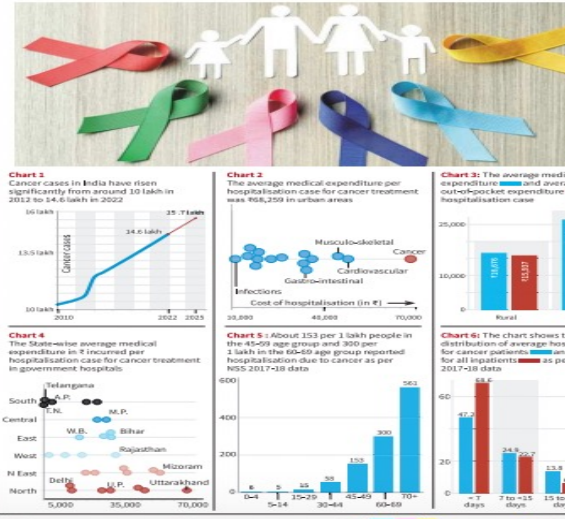 Chart 1
Cancer cases in India have risen
significantly from around 10 lakh in
2012 to 14.6 lakh in 2022
16 lakh
15.7 lakh
14.6 lakh
13.5 lakh
Cancer cases
10 lakh
2010
2022
2025
Chart 2
The average medical expenditure per
hospitalisation case for cancer treatment
was ₹68,259 in urban areas
Musculo-skeletal
Cancer
Cardiovascular
Gastro-intestinal
Infections
Cost of hospitalisation (in ₹)
10,000
40,000
70,000
Chart 3: The average medi
expenditure and avera
out-of-pocket expenditure
hospitalisation case
25,000
10,000
0
Rural
Chart 4
The State-wise average medical
expenditure in ₹ incurred per
hospitalisation case for cancer treatment
in government hospitals
Telangana
South
A.P.
T.N.
Central
M.P.
East
W.B.
Bihar
West
Rajasthan
N East
Mizoram
North
Delhi
U.P.
Uttarakhand
5,000
35,000
70,000
Chart 5 : About 153 per 1 lakh people in
the 45-59 age group and 300 per
1 lakh in the 60-69 age group reported
hospitalisation due to cancer as per
NSS 2017-18 data
600
561
400
300
200
153
53
15
5
0
0-4
5-14
15-29
30-44
45-49
60-69
70+
Chart 6: The chart shows t
distribution of average hos
for cancer patients an
for all inpatients as pe
2017-18 data
68.6
60
47.2
24.9
22.7
20
13.8
0
< 7
days
7 to <15
days
15 to
days